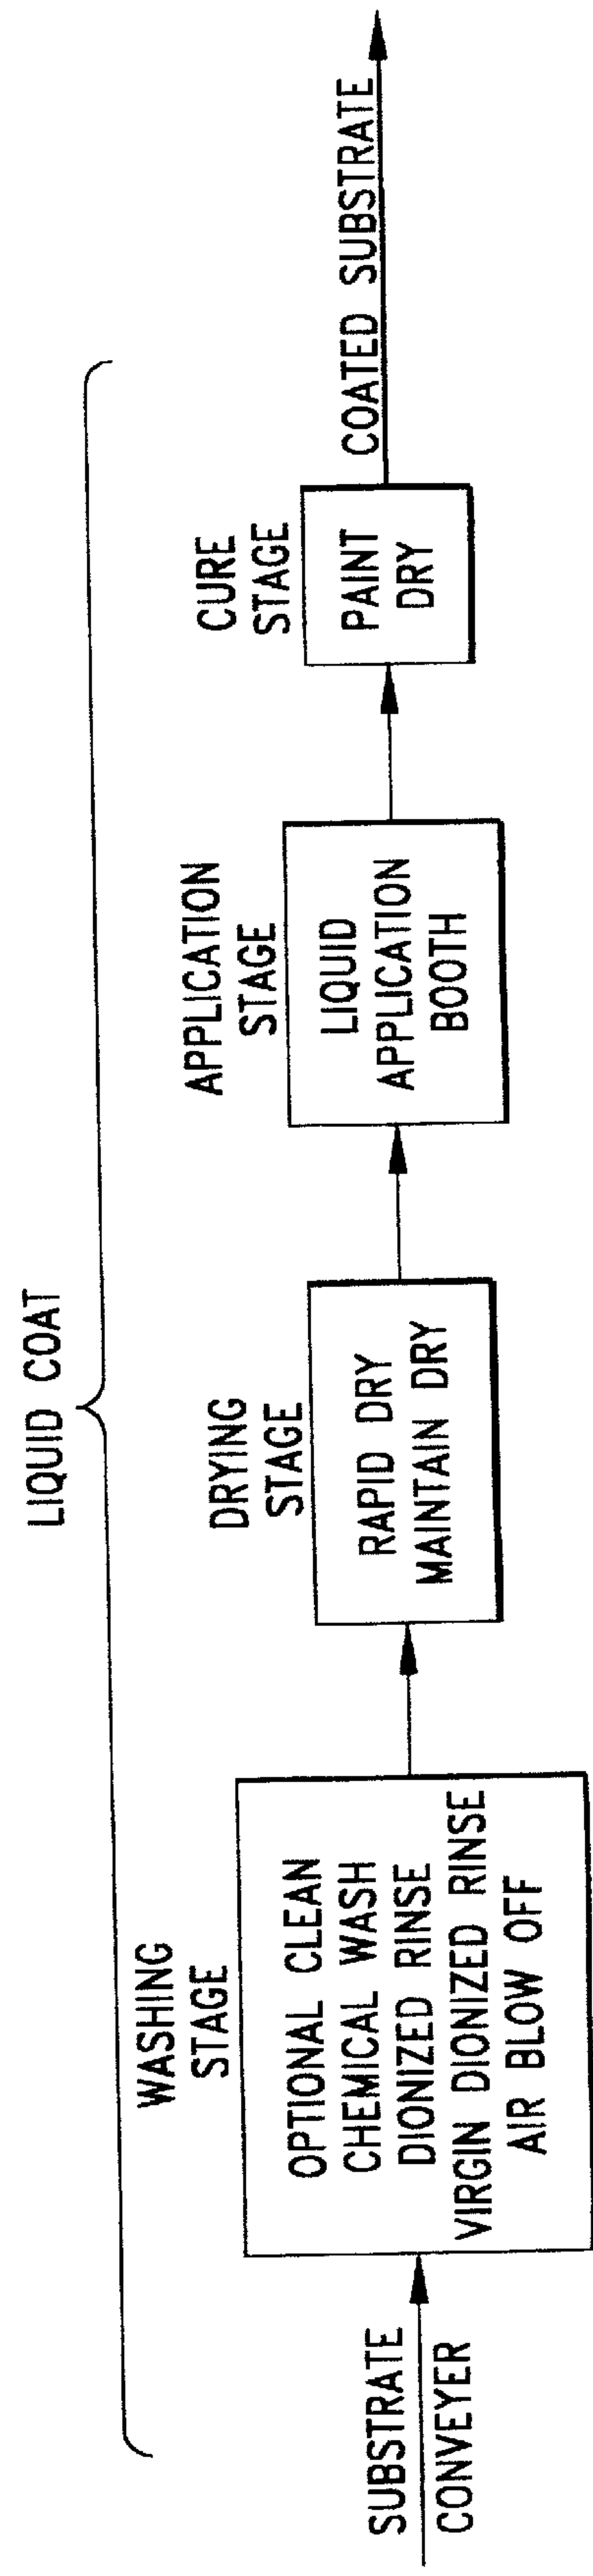 LIQUID COAT
SUBSTRATE
CONVEYER
WASHING
STAGE
OPTIONAL CLEAN
CHEMICAL WASH
DIONIZED RINSE
VIRGIN DIONIZED RINSE
AIR BLOW OFF
DRYING
STAGE
RAPID DRY
MAINTAIN DRY
APPLICATION
STAGE
LIQUID
APPLICATION
BOOTH
CURE
STAGE
PAINT
DRY
COATED SUBSTRATE